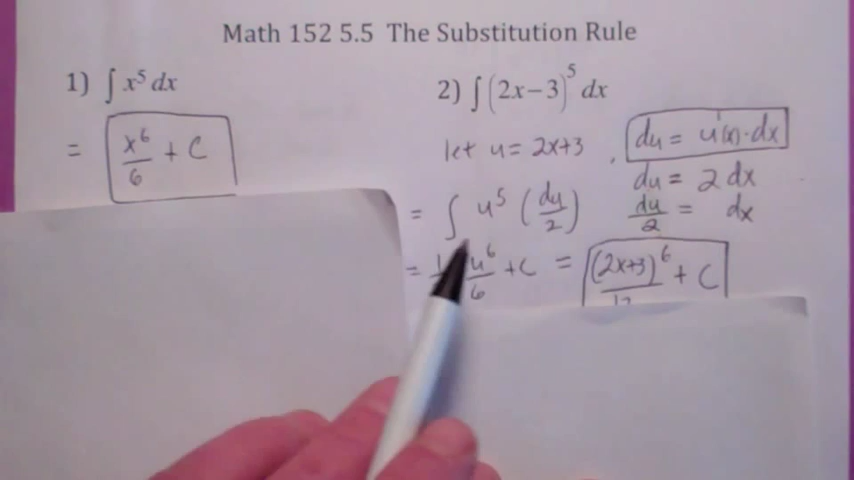 Math 152 5.5 The Substitution Rule
1) ∫ x⁵ dx
= x⁶/6 + C
2) ∫ (2x−3)⁵ dx
let u = 2x+3 , du = u'(x)·dx
du = 2 dx
du/2 = dx
= ∫ u⁵ (du/2)
= u⁶/6 + C = (2x+3)⁶/12 + C